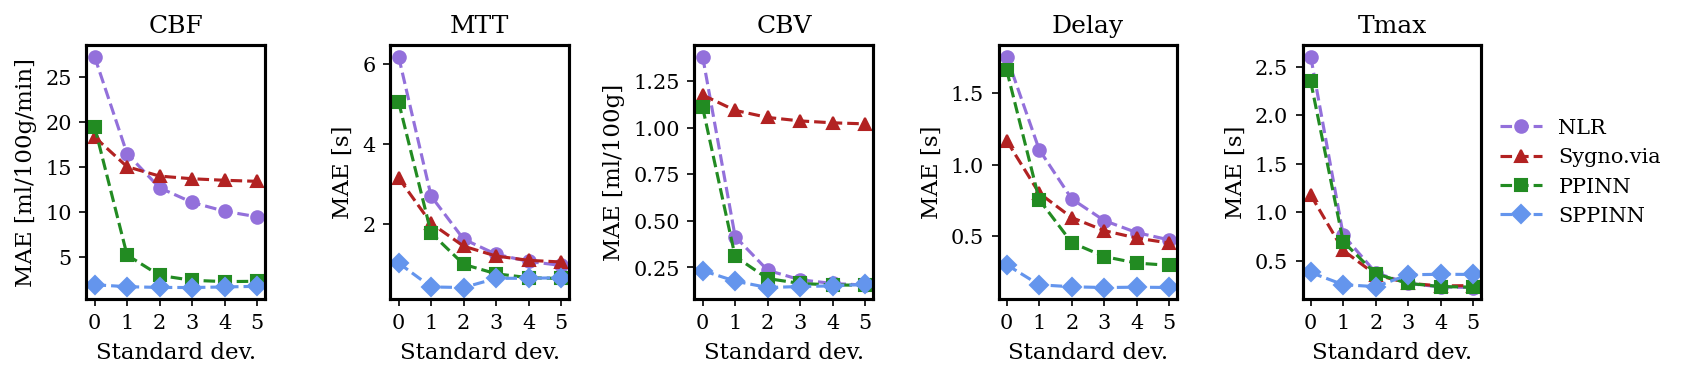 CBF
MTT
CBV
Delay
Tmax
MAE [ml/100g/min]
25
20
15
10
5
0 1 2 3 4 5
Standard dev.
MAE [s]
6
4
2
0 1 2 3 4 5
Standard dev.
MAE [ml/100g]
1.25
1.00
0.75
0.50
0.25
0 1 2 3 4 5
Standard dev.
MAE [s]
1.5
1.0
0.5
0 1 2 3 4 5
Standard dev.
MAE [s]
2.5
2.0
1.5
1.0
0.5
0 1 2 3 4 5
Standard dev.
NLR
Sygno.via
PPINN
SPPINN